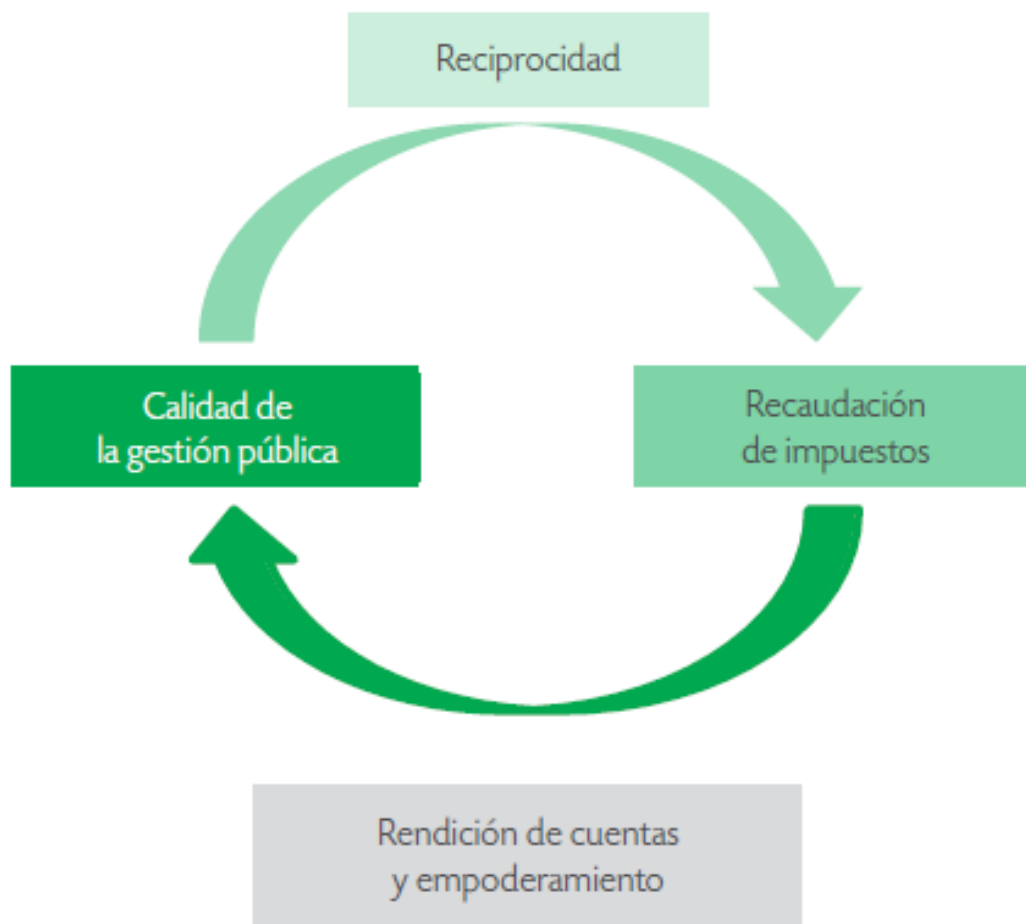 Reciprocidad
Calidad de
la gestión pública
Recaudación
de impuestos
Rendición de cuentas
y empoderamiento